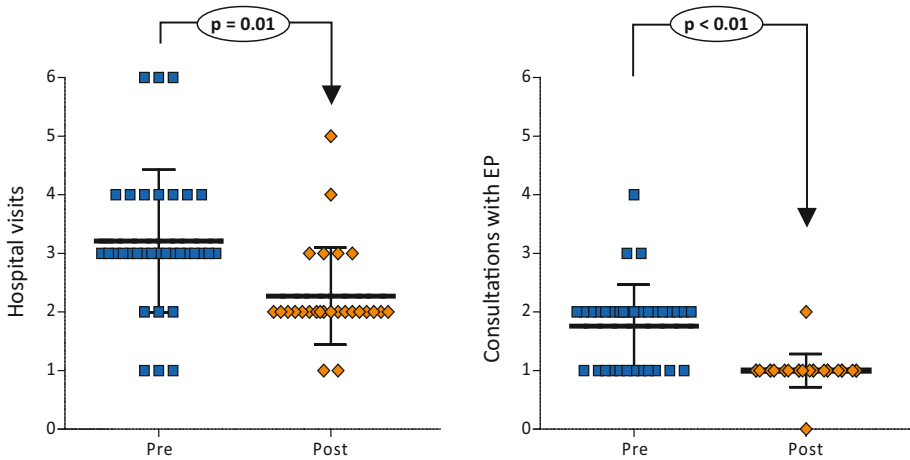 p = 0.01
Hospital visits
6
5
4
3
2
1
0
Pre Post
p < 0.01
Consultations with EP
6
5
4
3
2
1
0
Pre Post